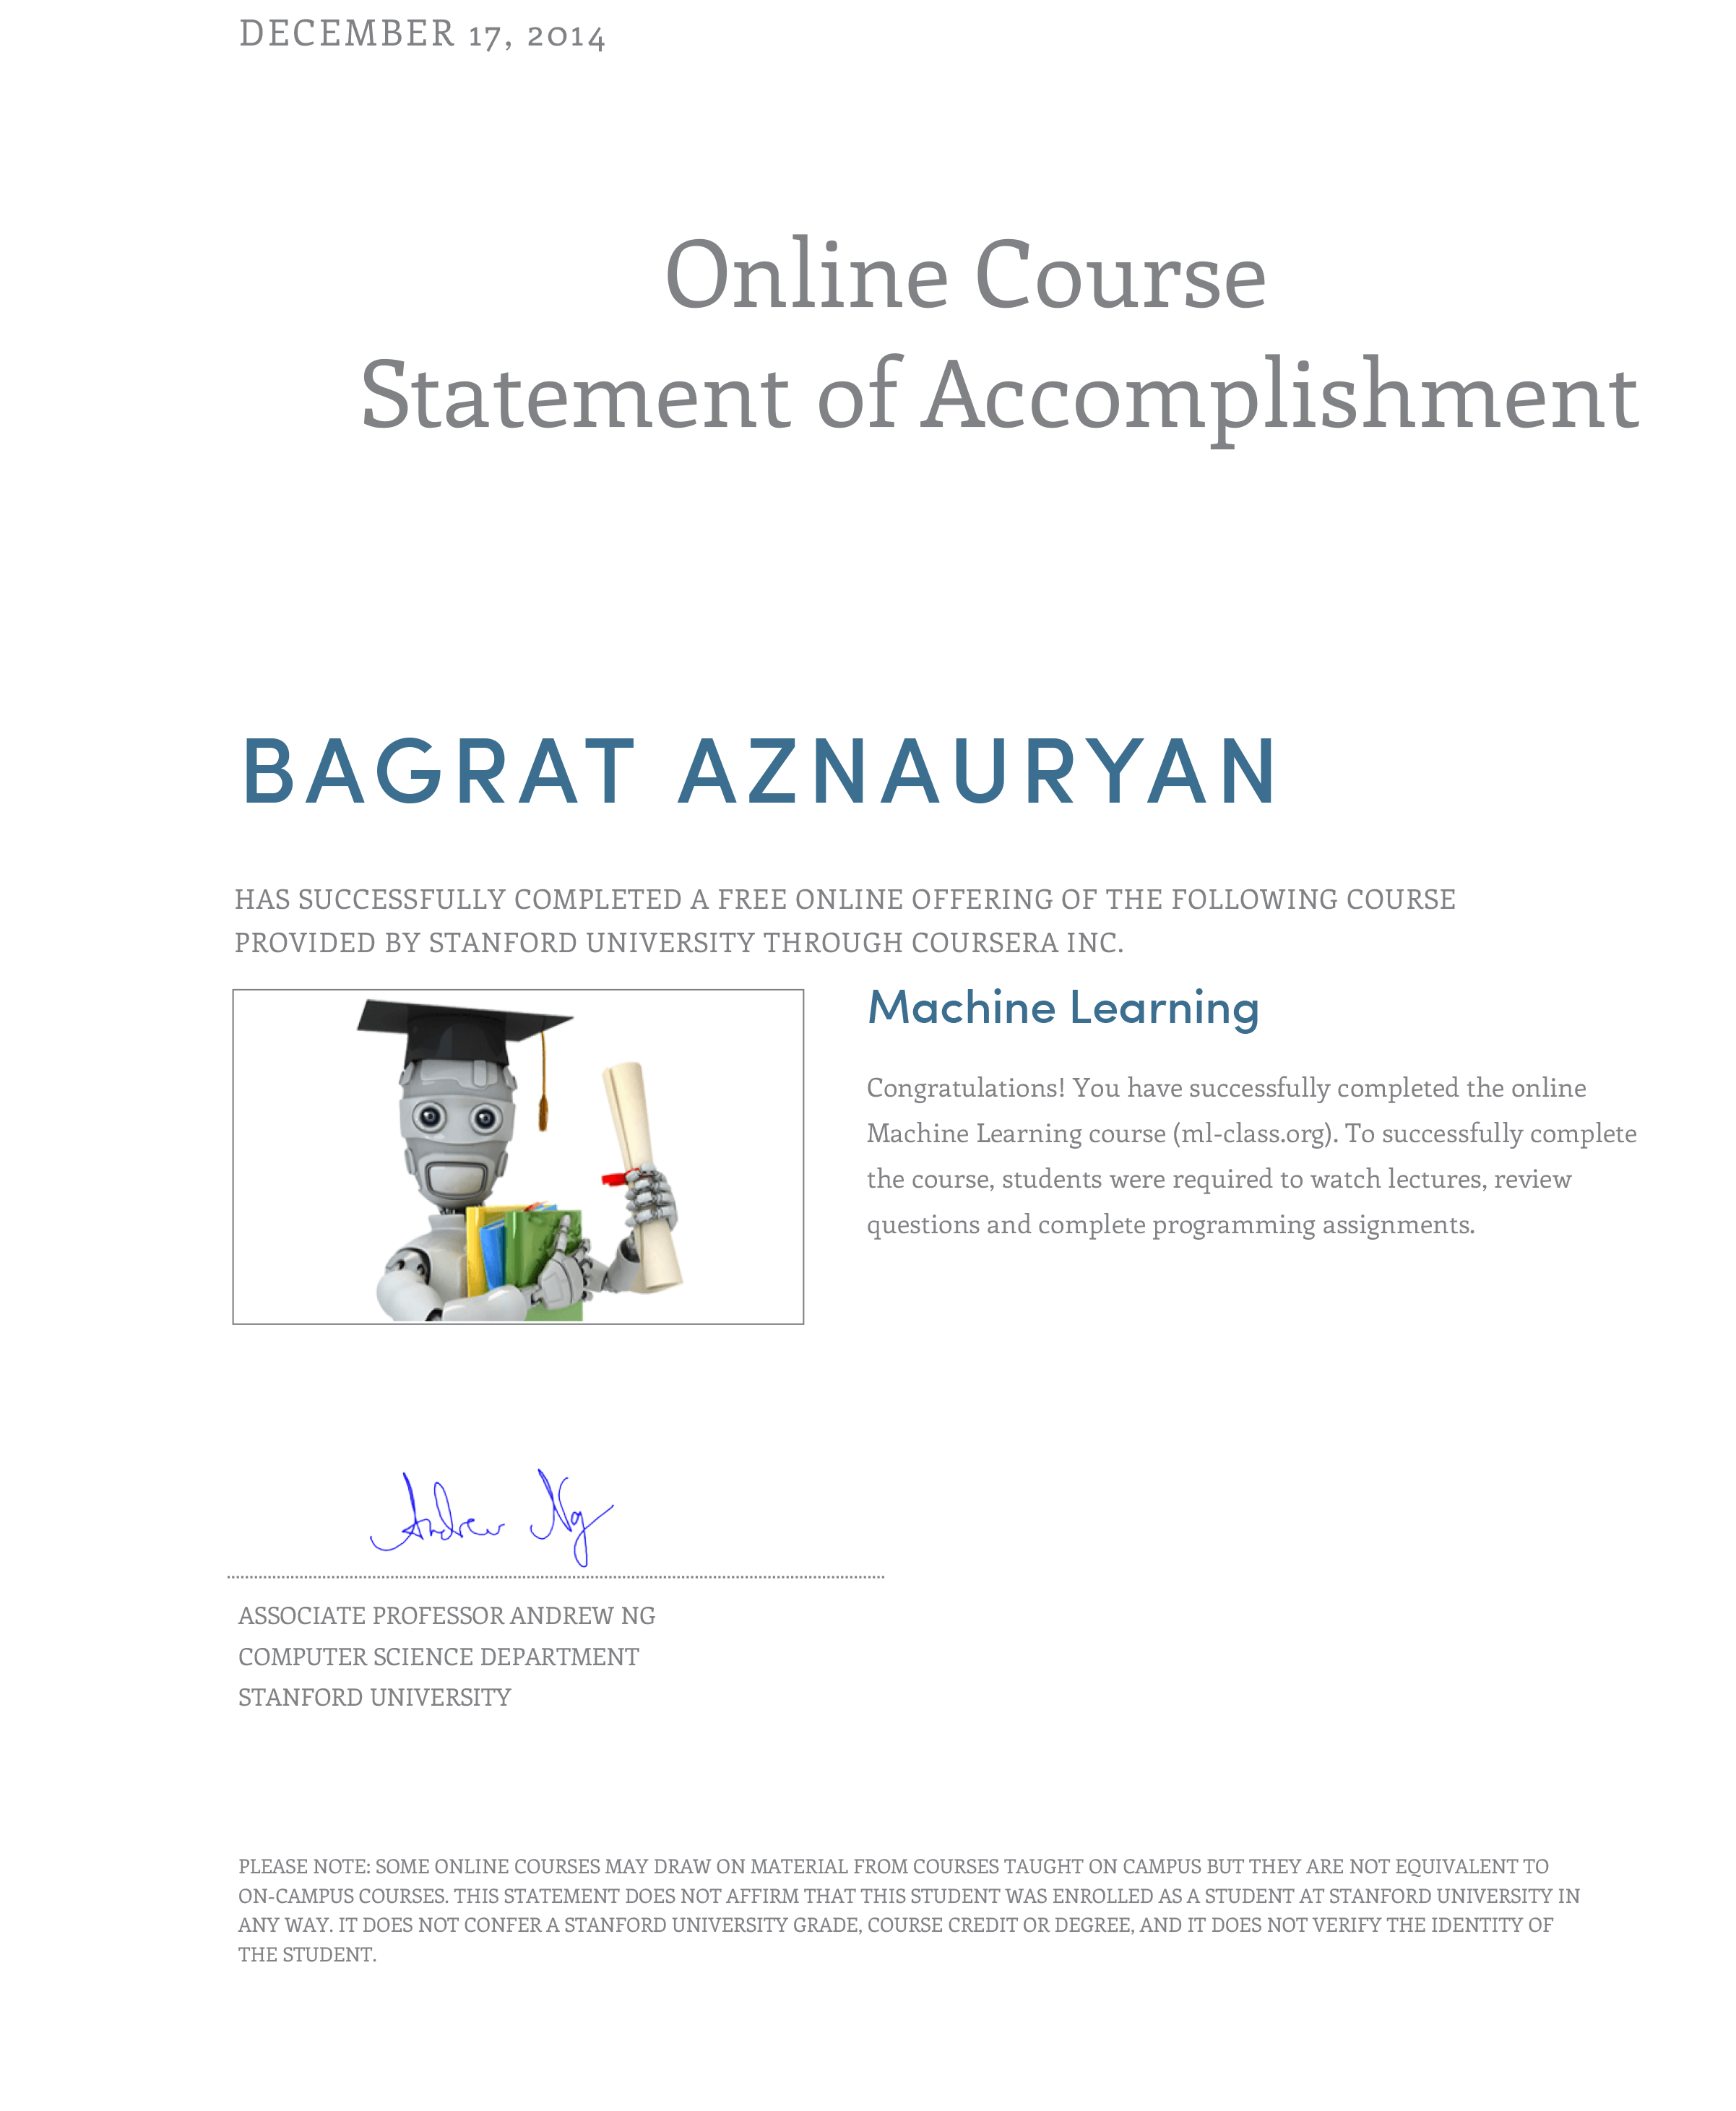 DECEMBER 17, 2014
Online Course
Statement of Accomplishment
BAGRAT AZNAURYAN
HAS SUCCESSFULLY COMPLETED A FREE ONLINE OFFERING OF THE FOLLOWING COURSE
PROVIDED BY STANFORD UNIVERSITY THROUGH COURSERA INC.
Machine Learning
Congratulations! You have successfully completed the online
Machine Learning course (ml-class.org). To successfully complete
the course, students were required to watch lectures, review
questions and complete programming assignments.
Andrew Ng
ASSOCIATE PROFESSOR ANDREW NG
COMPUTER SCIENCE DEPARTMENT
STANFORD UNIVERSITY
PLEASE NOTE: SOME ONLINE COURSES MAY DRAW ON MATERIAL FROM COURSES TAUGHT ON CAMPUS BUT THEY ARE NOT EQUIVALENT TO
ON-CAMPUS COURSES. THIS STATEMENT DOES NOT AFFIRM THAT THIS STUDENT WAS ENROLLED AS A STUDENT AT STANFORD UNIVERSITY IN
ANY WAY. IT DOES NOT CONFER A STANFORD UNIVERSITY GRADE, COURSE CREDIT OR DEGREE, AND IT DOES NOT VERIFY THE IDENTITY OF
THE STUDENT.